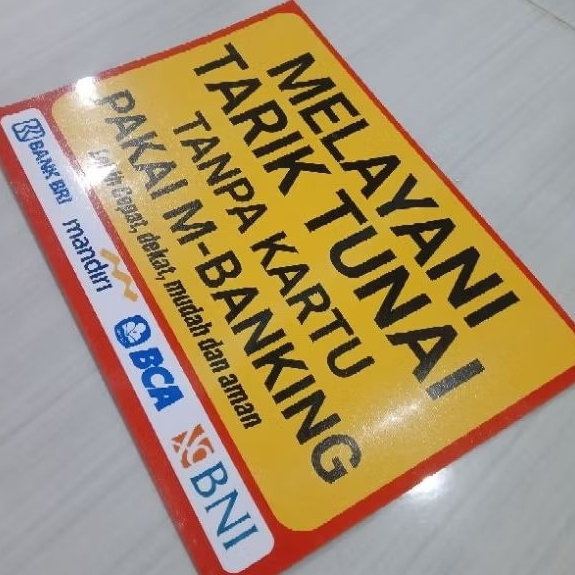 MELAYANI
TARIK TUNAI
TANPA KARTU
PAKAI M-BANKING
Lebih Cepat, dekat, mudah dan aman
BANK BRI
mandiri
BCA
BNI